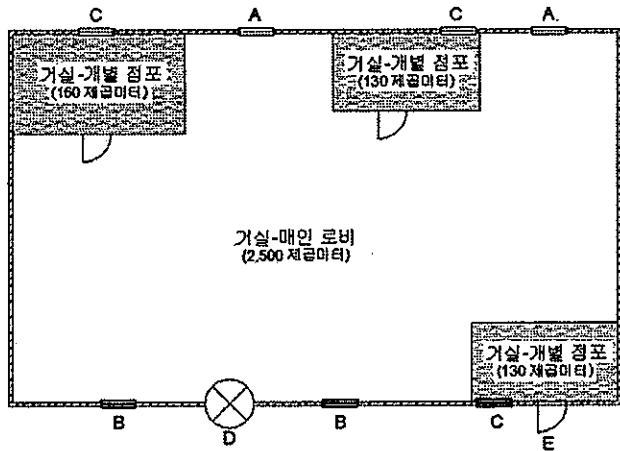 C A C A.
거실-개별 점포
(160 제곱미터)
거실-개별 점포
(130 제곱미터)
거실-매인 로비
(2,500 제곱미터)
거실-개별 점포
(130 제곱미터)
B D B C E